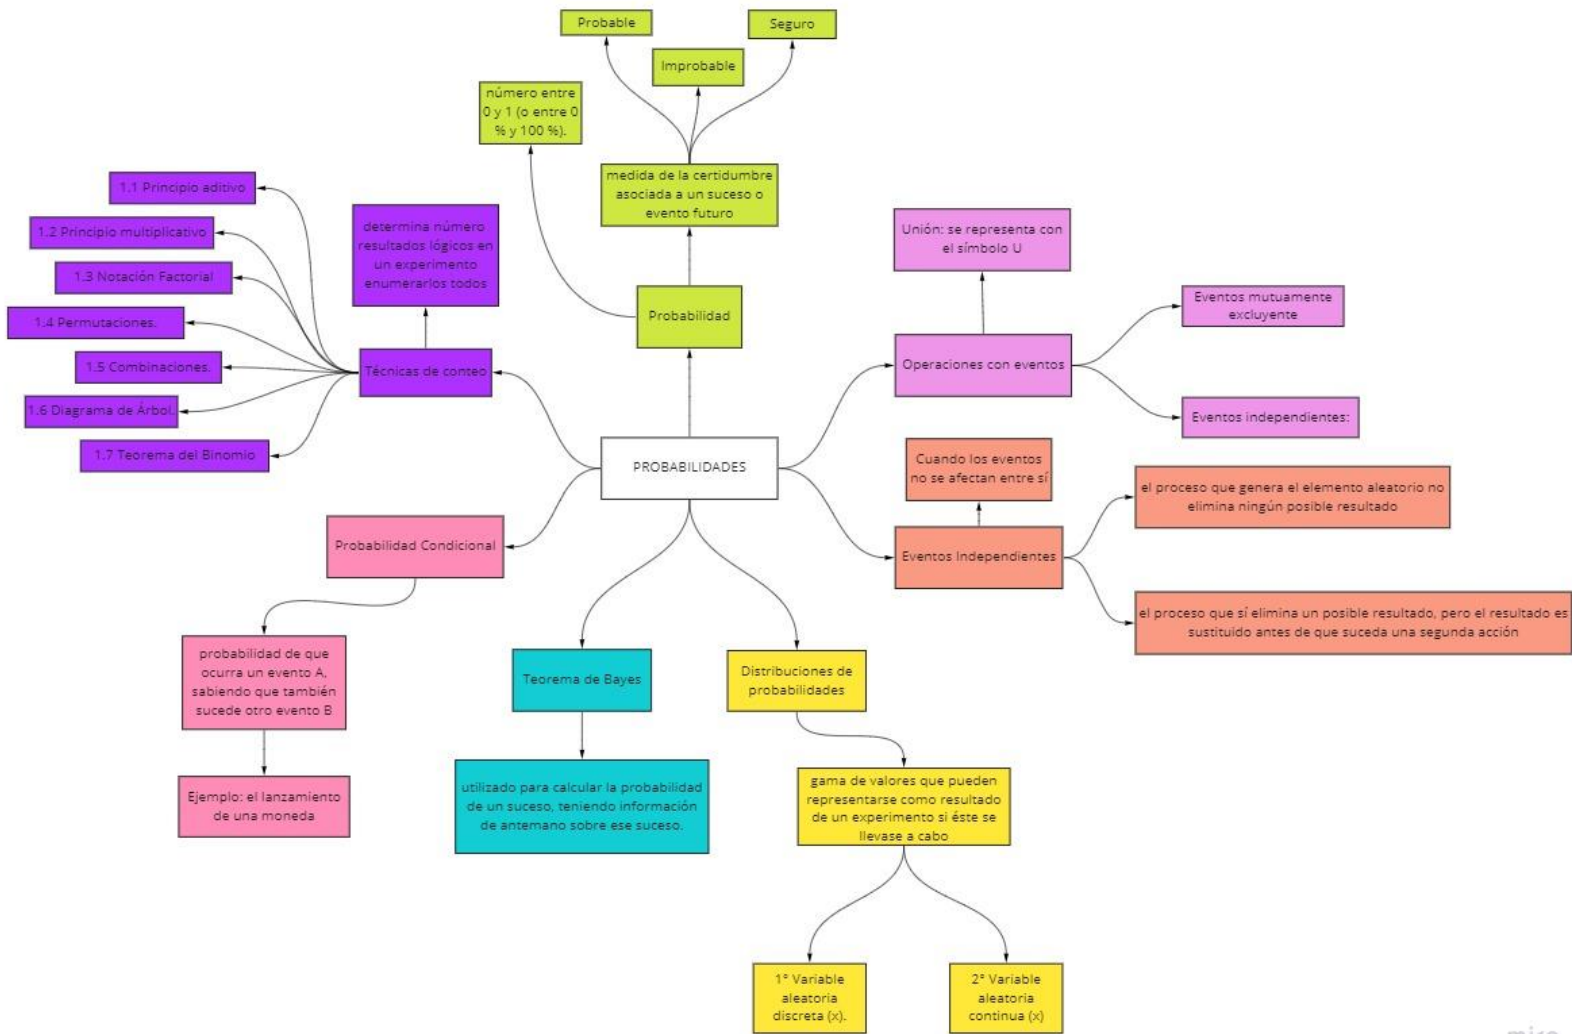 Probable
Seguro
Improbable
número entre
0 y 1 (o entre 0
% y 100 %).
medida de la certidumbre
asociada a un suceso o
evento futuro
Probabilidad
1.1 Principio aditivo
1.2 Principio multiplicativo
1.3 Notación Factorial
1.4 Permutaciones.
1.5 Combinaciones.
1.6 Diagrama de Árbol.
1.7 Teorema del Binomio
determina número
resultados lógicos en
un experimento
enumerarlos todos
Técnicas de conteo
Unión: se representa con
el símbolo U
Operaciones con eventos
Eventos mutuamente
excluyente
Eventos independientes:
PROBABILIDADES
Cuando los eventos
no se afectan entre sí
Eventos Independientes
el proceso que genera el elemento aleatorio no
elimina ningún posible resultado
el proceso que sí elimina un posible resultado, pero el resultado es
sustituido antes de que suceda una segunda acción
Probabilidad Condicional
probabilidad de que
ocurra un evento A,
sabiendo que también
sucede otro evento B
Ejemplo: el lanzamiento
de una moneda
Teorema de Bayes
utilizado para calcular la probabilidad
de un suceso, teniendo información
de antemano sobre ese suceso.
Distribuciones de
probabilidades
gama de valores que pueden
representarse como resultado
de un experimento si éste se
llevase a cabo
1° Variable
aleatoria
discreta (x).
2° Variable
aleatoria
continua (x)